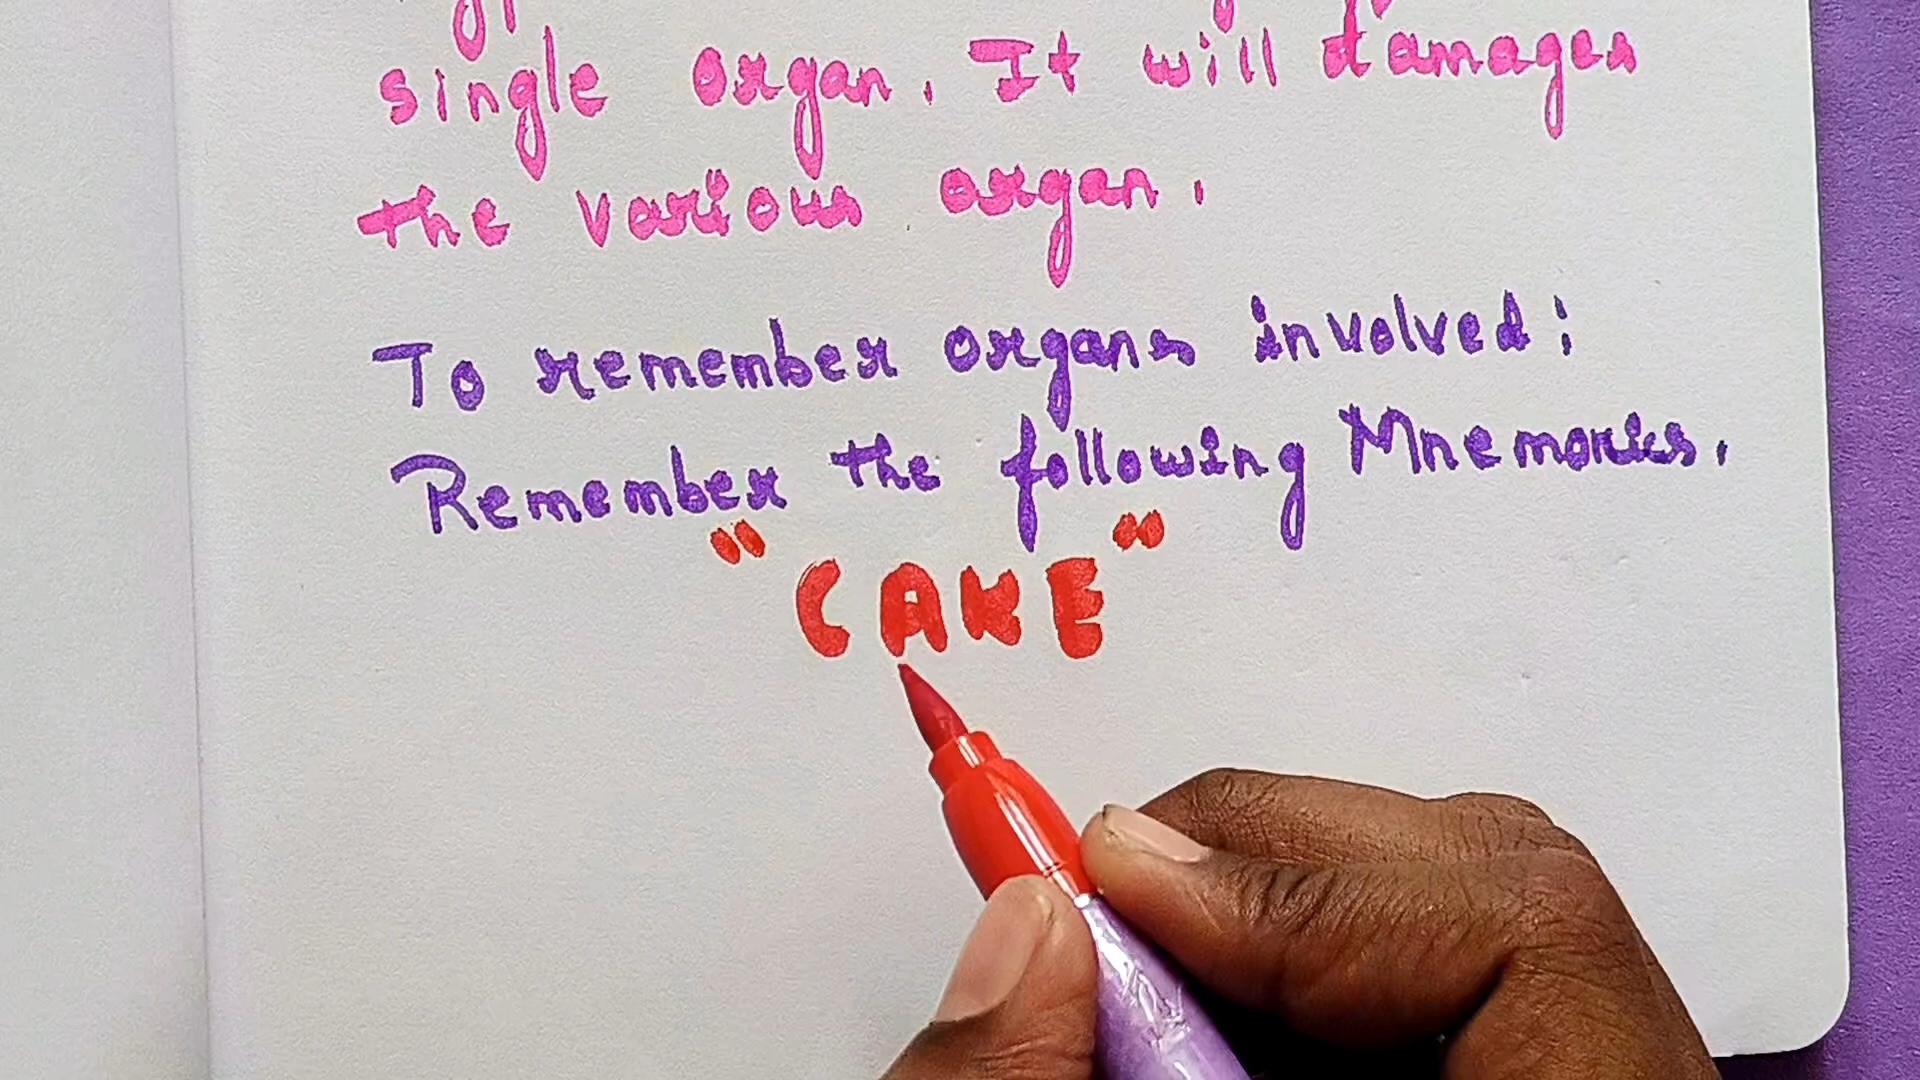 single organ. It will damages
the various organ.
To remember organs involved:
Remember the following Mnemonics.
"CAKE"